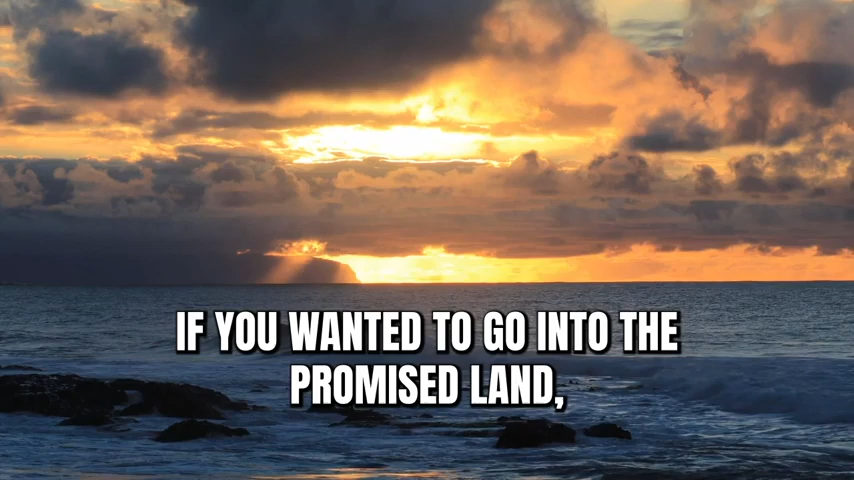 IF YOU WANTED TO GO INTO THE
PROMISED LAND,